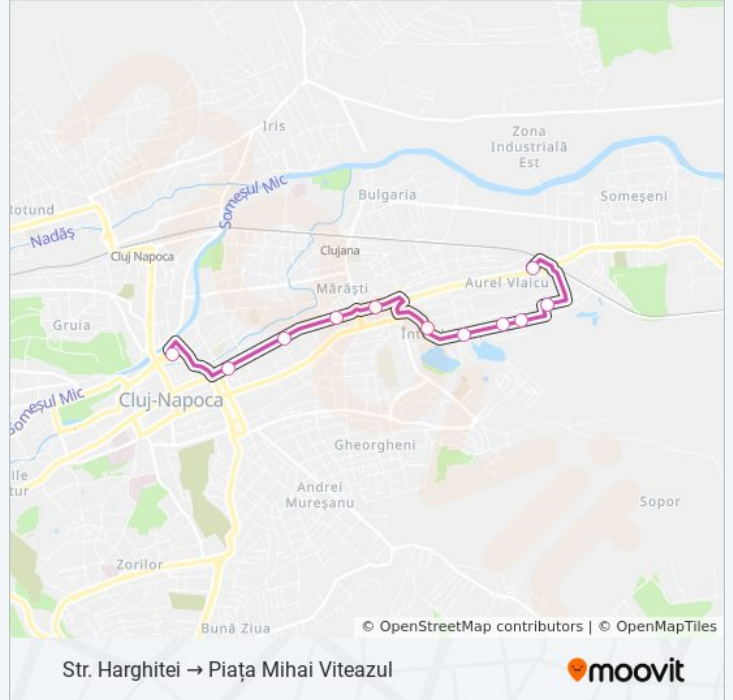 Iris
Zona
Industrială
Est
Someșul Mic
Bulgaria
Someșeni
Rotund
Nadăș
Cluj Napoca
Clujana
Aurel Vlaicu
Mărăști
Gruia
Someșul Mic
Cluj-Napoca
Gheorgheni
Andrei
Mureșanu
Sopor
Zorilor
Bună Ziua
© OpenStreetMap contributors | © OpenMapTiles
Str. Harghitei → Piața Mihai Viteazul
moovit